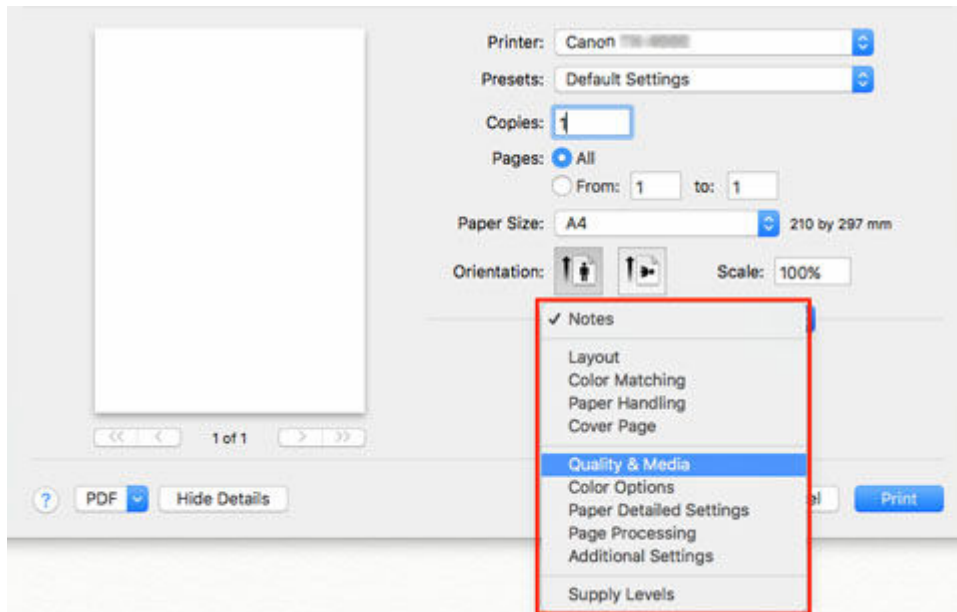 Printer: Canon
Presets: Default Settings
Copies: 1
Pages: All
From: 1 to: 1
Paper Size: A4 210 by 297 mm
Orientation: Scale: 100%
✓ Notes
Layout
Color Matching
Paper Handling
Cover Page
1 of 1
Quality & Media
Color Options
? PDF Hide Details Print
Paper Detailed Settings
Page Processing
Additional Settings
Supply Levels